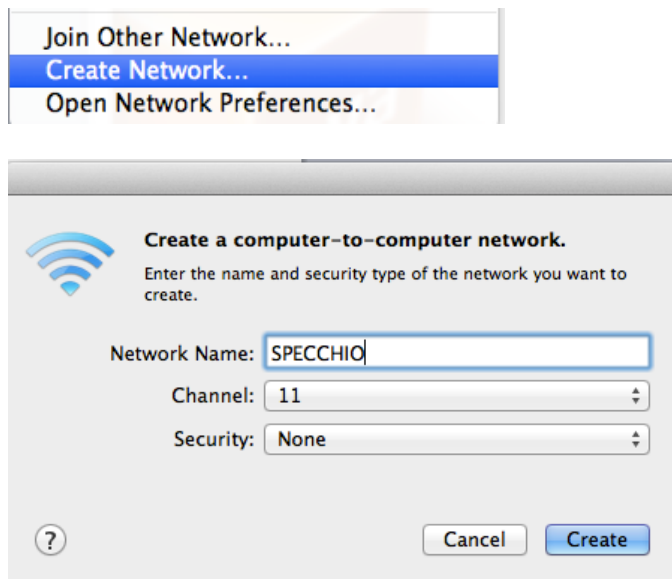 Join Other Network...
Create Network...
Open Network Preferences...
Create a computer-to-computer network.
Enter the name and security type of the network you want to
create.
Network Name: SPECCHIO
Channel: 11
Security: None
?
Cancel Create